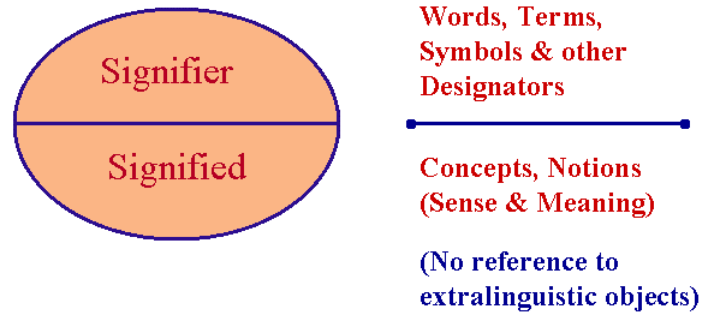 Signifier
Signified
Words, Terms,
Symbols & other
Designators
Concepts, Notions
(Sense & Meaning)
(No reference to
extralinguistic objects)